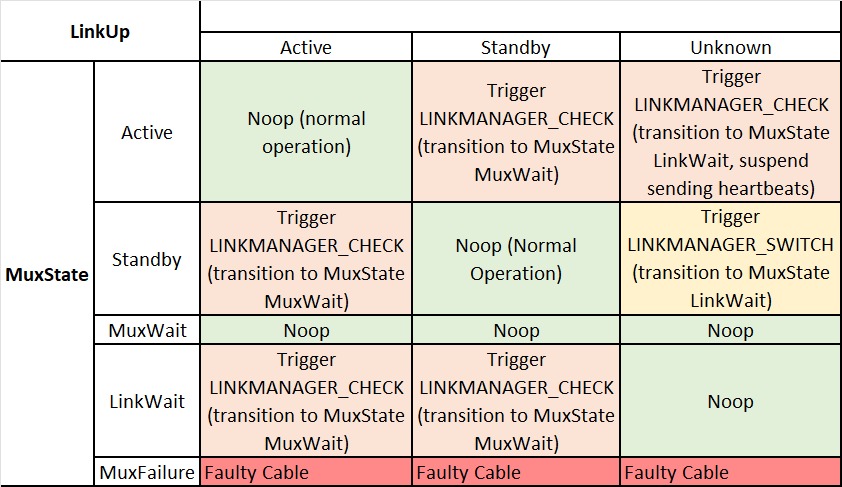 LinkUp
Active
Standby
Unknown
MuxState
Active
Noop (normal
operation)
Trigger
LINKMANAGER_CHECK
(transition to MuxState
MuxWait)
Trigger
LINKMANAGER_CHECK
(transition to MuxState
LinkWait, suspend
sending heartbeats)
Standby
Trigger
LINKMANAGER_CHECK
(transition to MuxState
MuxWait)
Noop (Normal
Operation)
Trigger
LINKMANAGER_SWITCH
(transition to MuxState
LinkWait)
MuxWait
Noop
Noop
Noop
LinkWait
Trigger
LINKMANAGER_CHECK
(transition to MuxState
MuxWait)
Trigger
LINKMANAGER_CHECK
(transition to MuxState
MuxWait)
Noop
MuxFailure
Faulty Cable
Faulty Cable
Faulty Cable